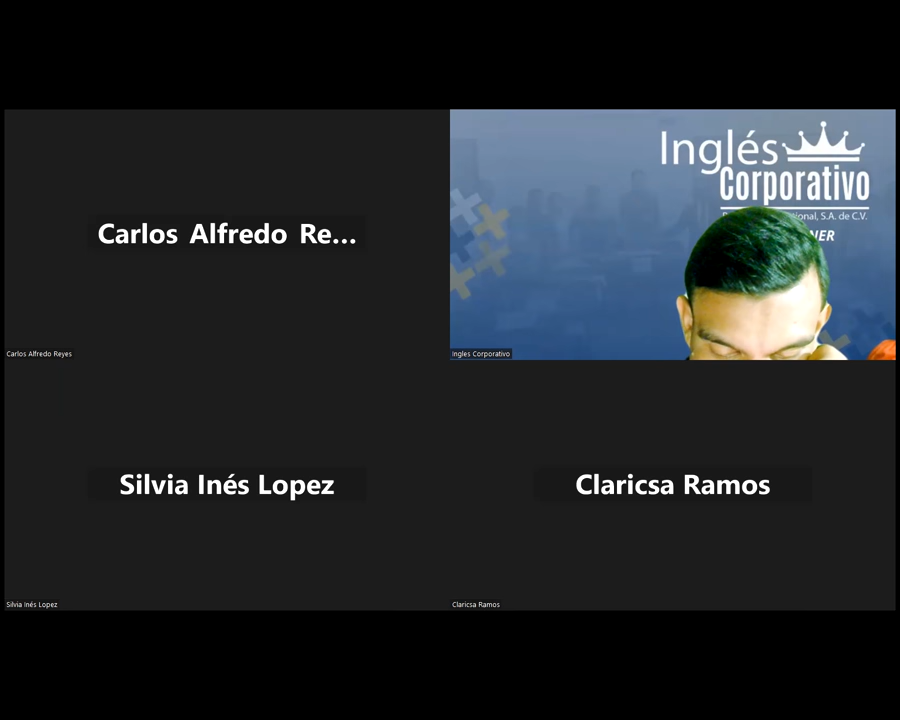 Carlos Alfredo Re...
Carlos Alfredo Reyes
Inglés
Corporativo
S.A. de C.V.
Ingles Corporativo
Silvia Inés Lopez
Silvia Inés Lopez
Claricsa Ramos
Claricsa Ramos